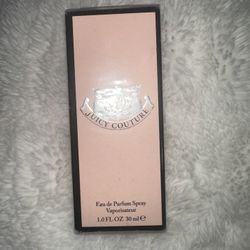 JUICY COUTURE
Eau de Parfum Spray
Vaporisateur
1.0 FL OZ 30 ml ℮